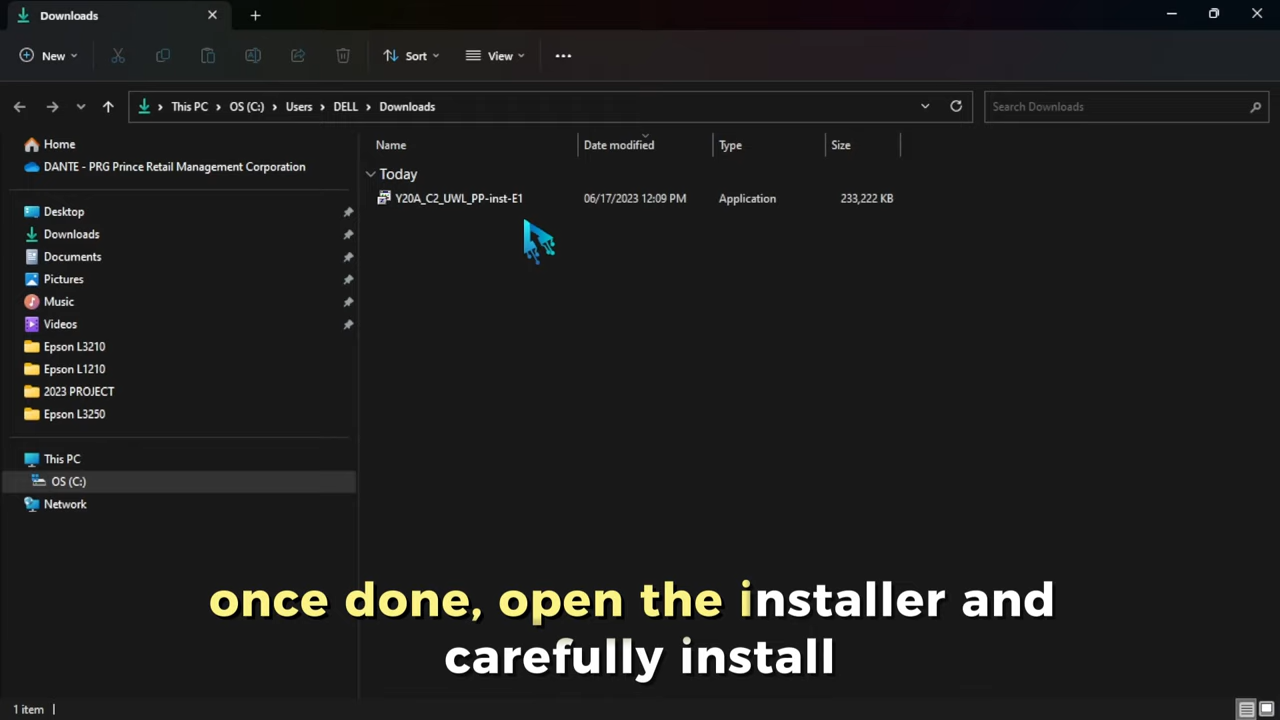 Downloads
New
Sort
View
This PC > OS (C:) > Users > DELL > Downloads
Search Downloads
Home
DANTE - PRG Prince Retail Management Corporation
Desktop
Downloads
Documents
Pictures
Music
Videos
Epson L3210
Epson L1210
2023 PROJECT
Epson L3250
This PC
OS (C:)
Network
Name Date modified Type Size
Today
Y20A_C2_UWL_PP-inst-E1 06/17/2023 12:09 PM Application 233,222 KB
once done, open the installer and
carefully install
1 item